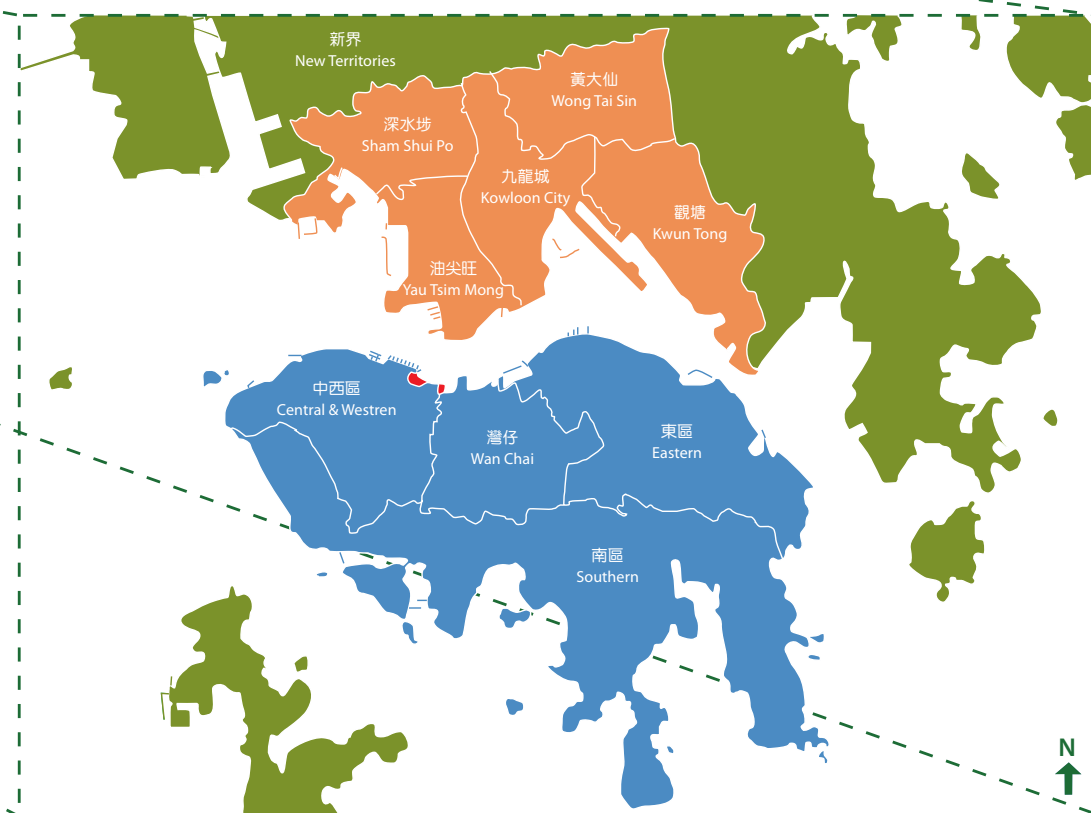 新界
New Territories
黃大仙
Wong Tai Sin
深水埗
Sham Shui Po
九龍城
Kowloon City
觀塘
Kwun Tong
油尖旺
Yau Tsim Mong
中西區
Central & Westren
灣仔
Wan Chai
東區
Eastern
南區
Southern
N